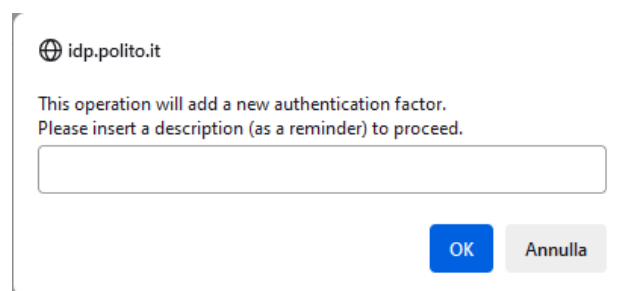 idp.polito.it
This operation will add a new authentication factor.
Please insert a description (as a reminder) to proceed.
OK Annulla